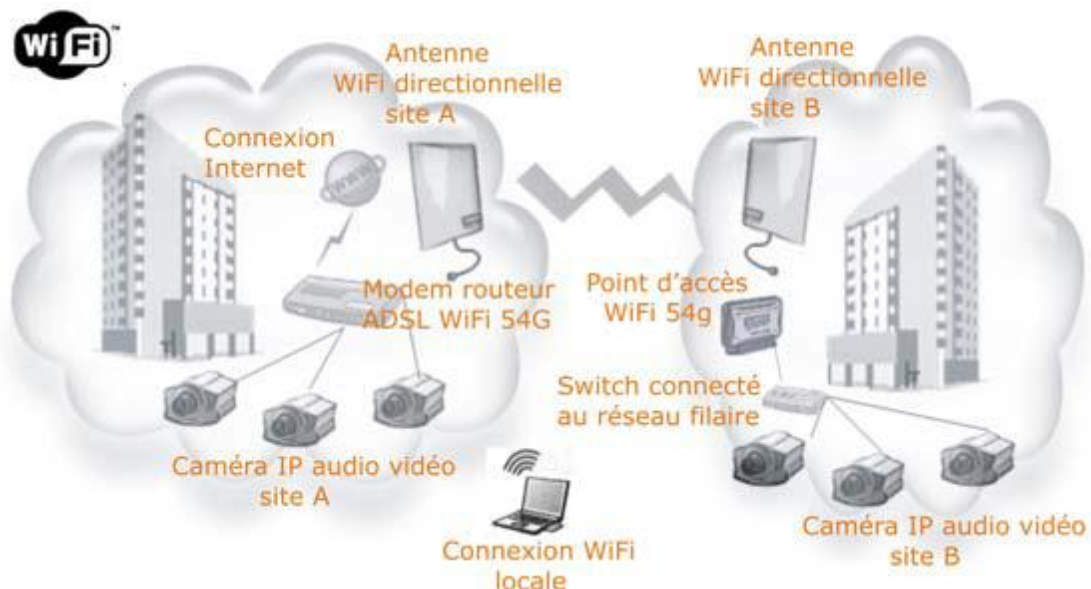 WiFi
TM
Antenne
WiFi directionnelle
site A
Connexion
Internet
WWW
Modem routeur
ADSL WiFi 54G
Caméra IP audio vidéo
site A
Connexion WiFi
locale
Antenne
WiFi directionnelle
site B
Point d'accès
WiFi 54g
Switch connecté
au réseau filaire
Caméra IP audio vidéo
site B